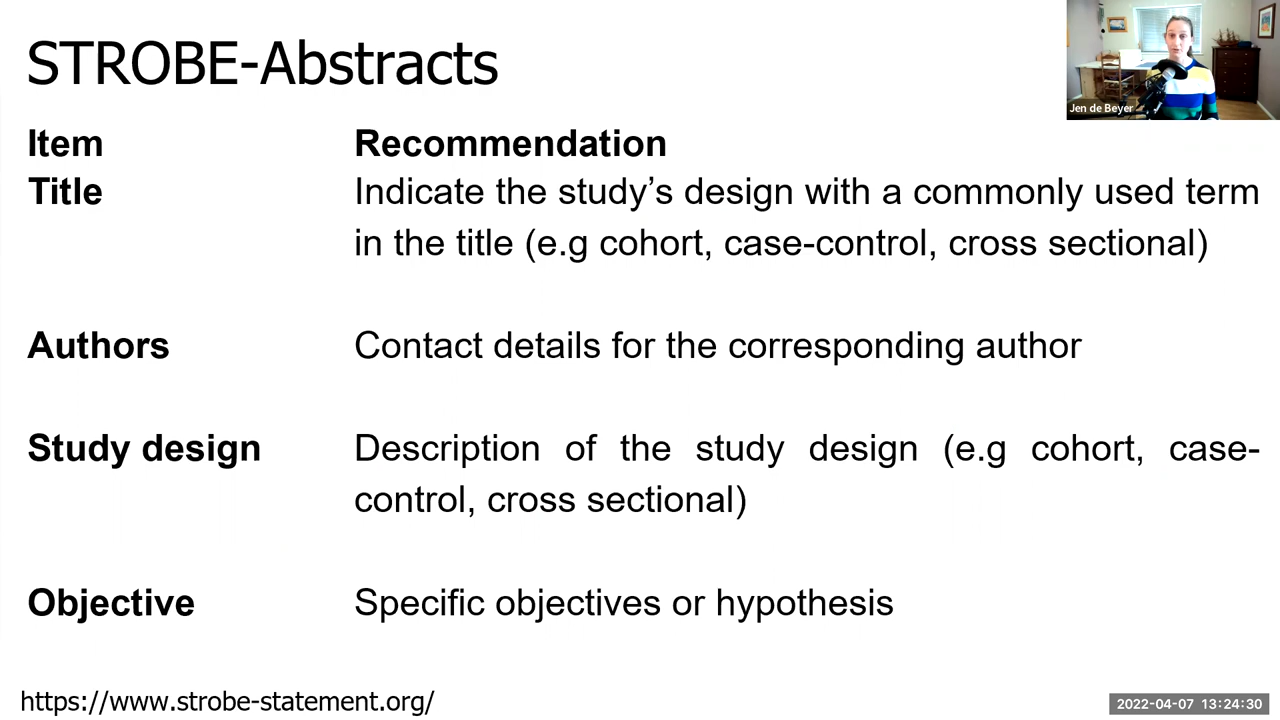 STROBE-Abstracts
Jen de Beyer
Item Recommendation
Title Indicate the study’s design with a commonly used term
in the title (e.g cohort, case-control, cross sectional)
Authors Contact details for the corresponding author
Study design Description of the study design (e.g cohort, case-
control, cross sectional)
Objective Specific objectives or hypothesis
https://www.strobe-statement.org/
2022-04-07 13:24:30